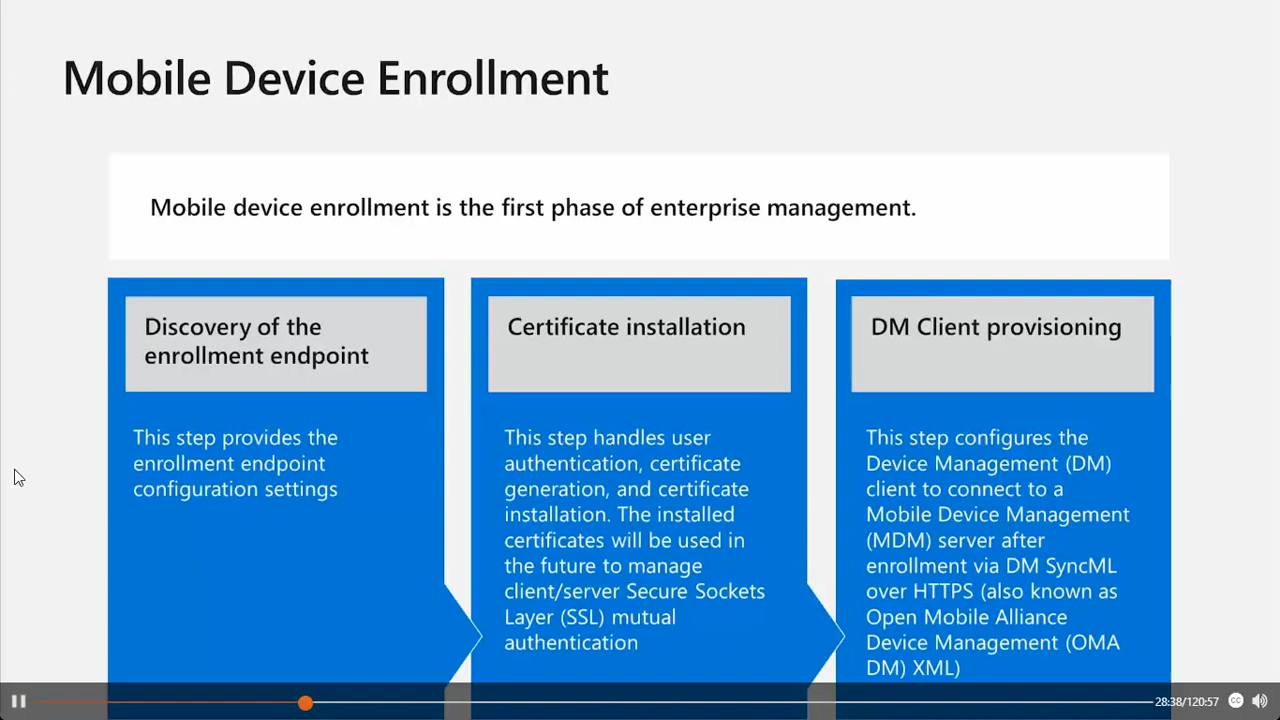 Mobile Device Enrollment
Mobile device enrollment is the first phase of enterprise management.
Discovery of the
enrollment endpoint
This step provides the
enrollment endpoint
configuration settings
Certificate installation
This step handles user
authentication, certificate
generation, and certificate
installation. The installed
certificates will be used in
the future to manage
client/server Secure Sockets
Layer (SSL) mutual
authentication
DM Client provisioning
This step configures the
Device Management (DM)
client to connect to a
Mobile Device Management
(MDM) server after
enrollment via DM SyncML
over HTTPS (also known as
Open Mobile Alliance
Device Management (OMA
DM) XML)
28:38/120:57
CC